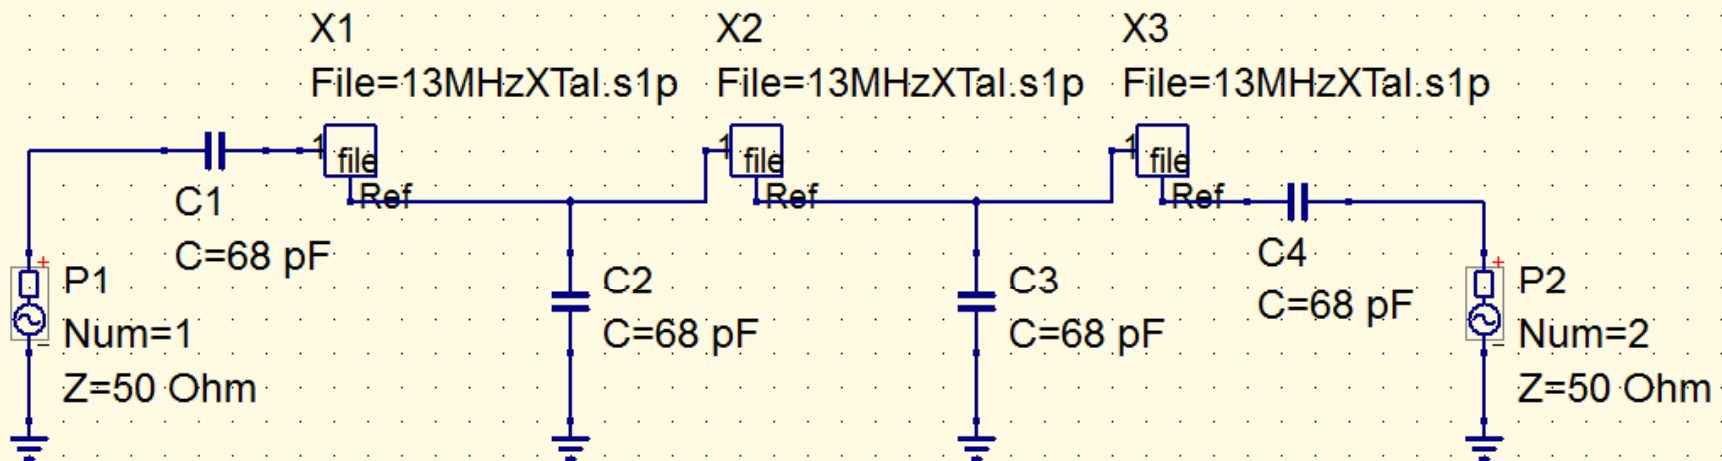 X1
File=13MHzXTal.s1p
X2
File=13MHzXTal.s1p
X3
File=13MHzXTal.s1p
1
file
Ref
1
file
Ref
1
file
Ref
C1
C=68 pF
C2
C=68 pF
C3
C=68 pF
C4
C=68 pF
+
P1
Num=1
Z=50 Ohm
−
+
P2
Num=2
Z=50 Ohm
−